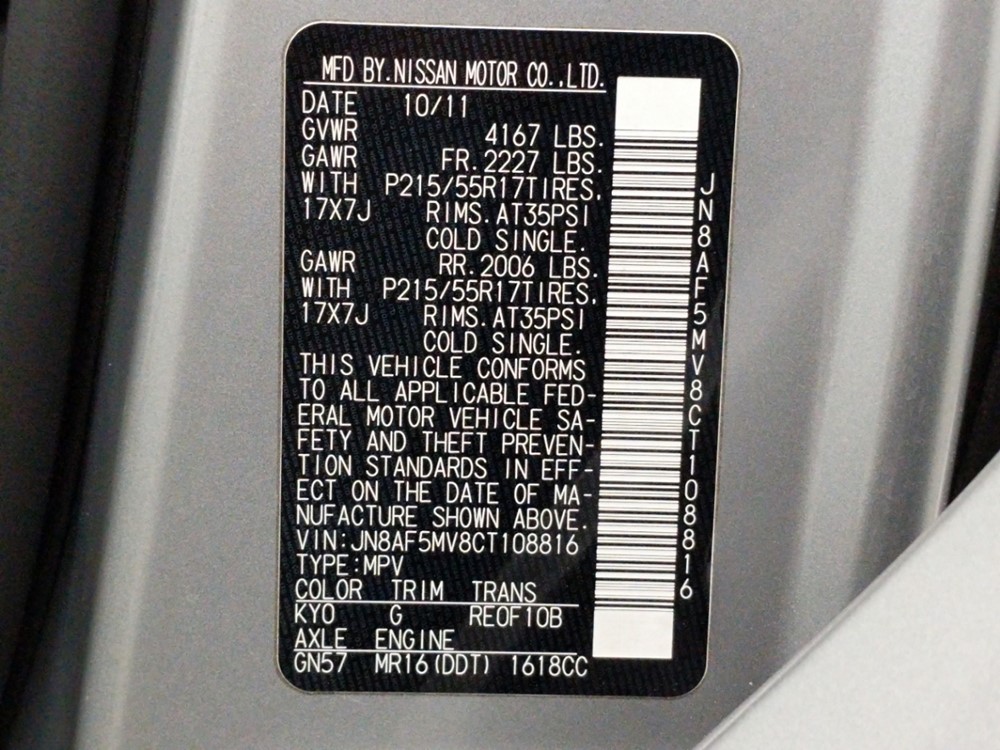 MFD BY. NISSAN MOTOR CO., LTD.
DATE 10/11
GVWR 4167 LBS.
GAWR FR. 2227 LBS.
WITH P215/55R17TIRES,
17X7J RIMS. AT35PSI
COLD SINGLE.
GAWR RR. 2006 LBS.
WITH P215/55R17TIRES,
17X7J RIMS. AT35PSI
COLD SINGLE.
THIS VEHICLE CONFORMS
TO ALL APPLICABLE FED-
ERAL MOTOR VEHICLE SA-
FETY AND THEFT PREVEN-
TION STANDARDS IN EFF-
ECT ON THE DATE OF MA-
NUFACTURE SHOWN ABOVE.
VIN:JN8AF5MV8CT108816
TYPE:MPV
COLOR TRIM TRANS
KY0 G RE0F10B
AXLE ENGINE
GN57 MR16(DDT) 1618CC
JN8AF5MV8CT108816